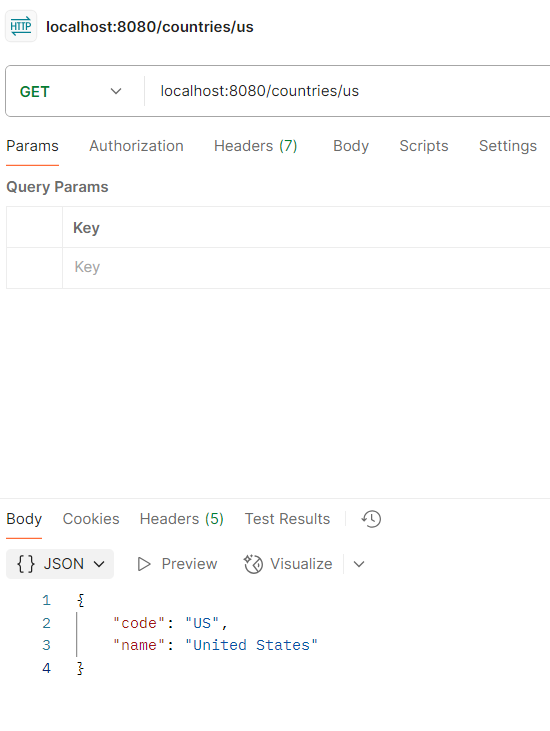 HTTP localhost:8080/countries/us
GET localhost:8080/countries/us
Params Authorization Headers (7) Body Scripts Settings
Query Params
Key
Key
Body Cookies Headers (5) Test Results
{} JSON Preview Visualize
1 {
2 "code": "US",
3 "name": "United States"
4 }